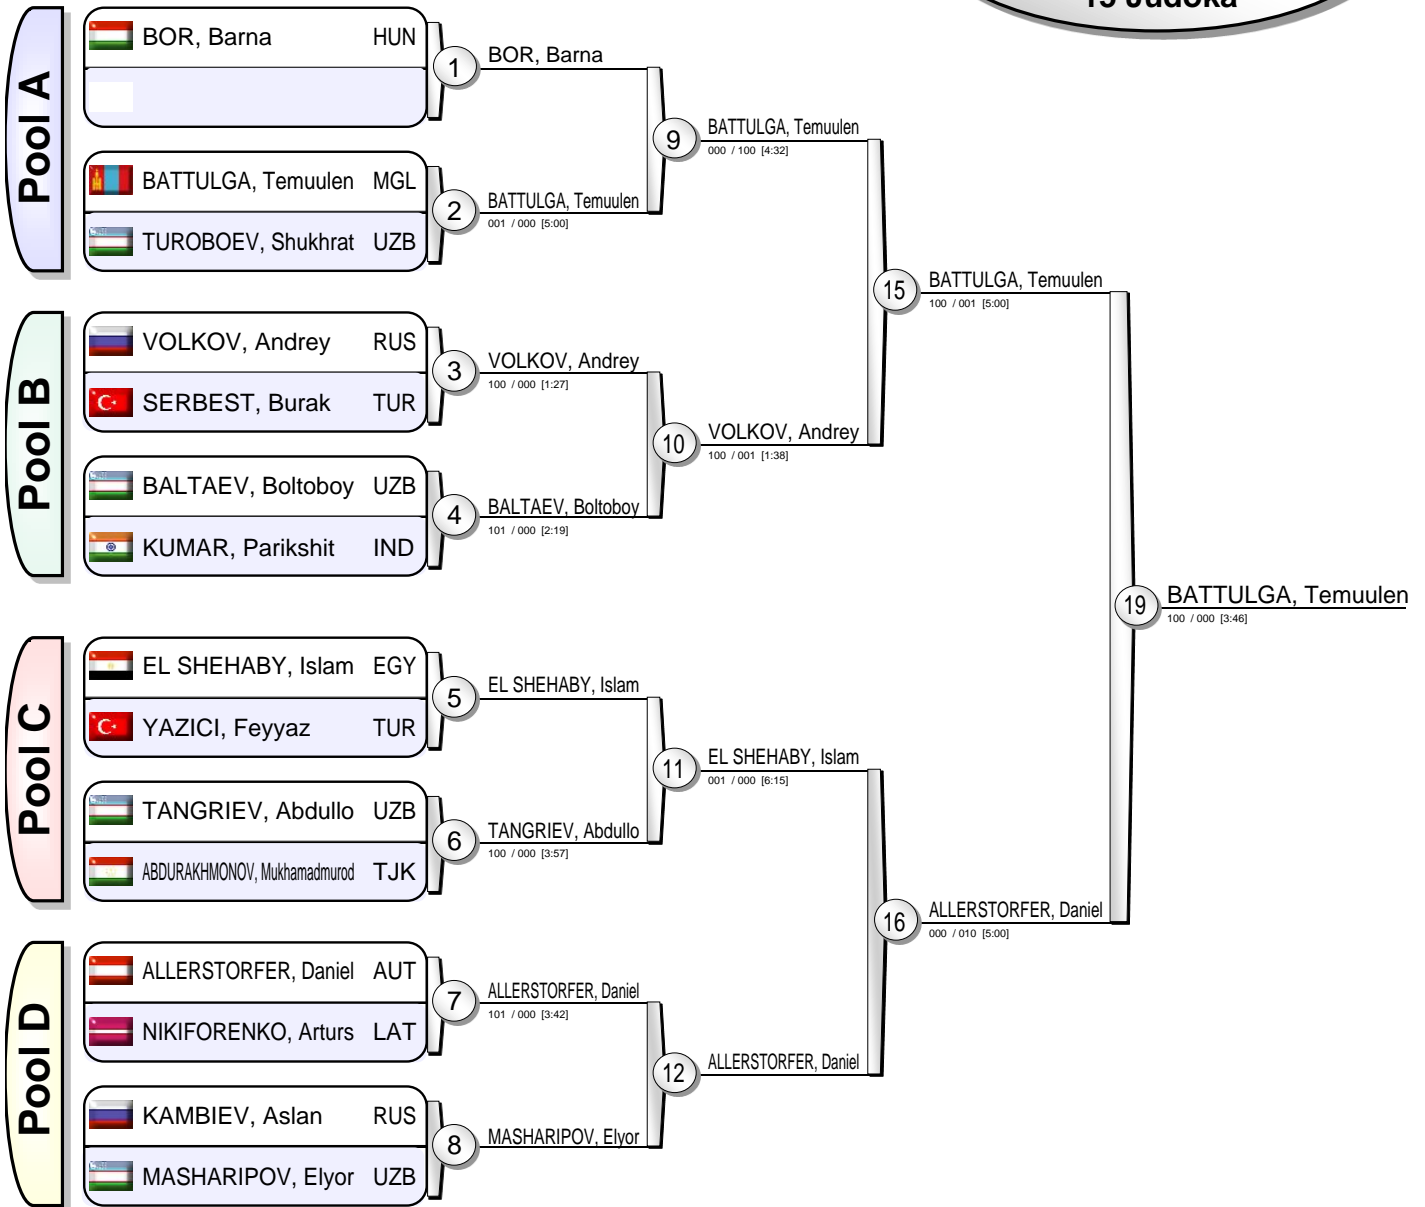 15 Judoka
Pool A
BOR, Barna HUN
1
BOR, Barna
BATTULGA, Temuulen MGL
TUROBOEV, Shukhrat UZB
2
BATTULGA, Temuulen
001 / 000 [5:00]
9
BATTULGA, Temuulen
000 / 100 [4:32]
Pool B
VOLKOV, Andrey RUS
SERBEST, Burak TUR
3
VOLKOV, Andrey
100 / 000 [1:27]
BALTAEV, Boltoboy UZB
KUMAR, Parikshit IND
4
BALTAEV, Boltoboy
101 / 000 [2:19]
10
VOLKOV, Andrey
100 / 001 [1:38]
15
BATTULGA, Temuulen
100 / 001 [5:00]
Pool C
EL SHEHABY, Islam EGY
YAZICI, Feyyaz TUR
5
EL SHEHABY, Islam
TANGRIEV, Abdullo UZB
ABDURAKHMONOV, Mukhamadmurod TJK
6
TANGRIEV, Abdullo
100 / 000 [3:57]
11
EL SHEHABY, Islam
001 / 000 [6:15]
Pool D
ALLERSTORFER, Daniel AUT
NIKIFORENKO, Arturs LAT
7
ALLERSTORFER, Daniel
101 / 000 [3:42]
KAMBIEV, Aslan RUS
MASHARIPOV, Elyor UZB
8
MASHARIPOV, Elyor
12
ALLERSTORFER, Daniel
16
ALLERSTORFER, Daniel
000 / 010 [5:00]
19
BATTULGA, Temuulen
100 / 000 [3:46]